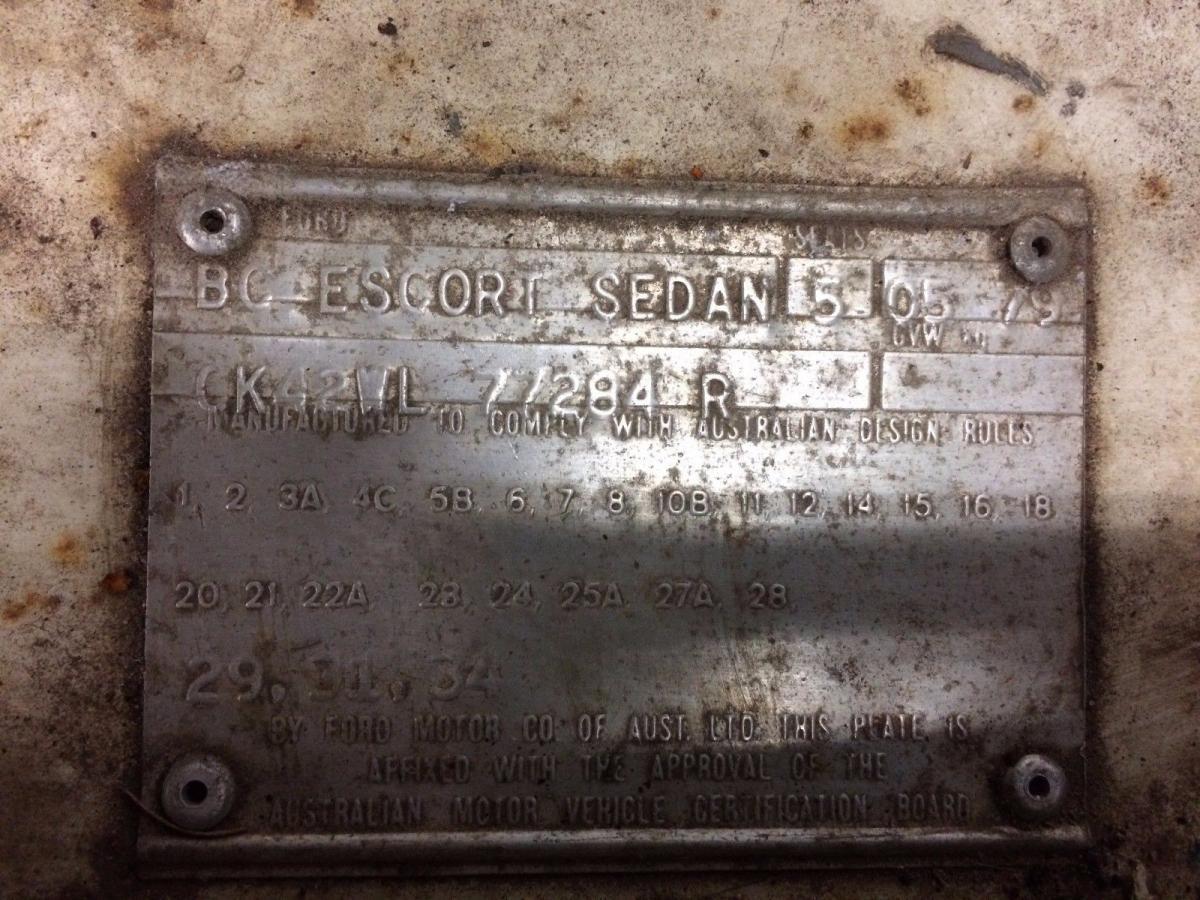 FORD SEATS
BC ESCORT SEDAN 5 05 79
GVW kg
CK42WL 77284 R
MANUFACTURED TO COMPLY WITH AUSTRALIAN DESIGN RULES
1, 2, 3A, 4C, 5B, 6, 7, 8, 10B, 11, 12, 14, 15, 16, 18
20, 21, 22A 23, 24, 25A, 27A, 28,
29, 31, 34
BY FORD MOTOR CO OF AUST. LTD THIS PLATE IS
AFFIXED WITH THE APPROVAL OF THE
AUSTRALIAN MOTOR VEHICLE CERTIFICATION BOARD